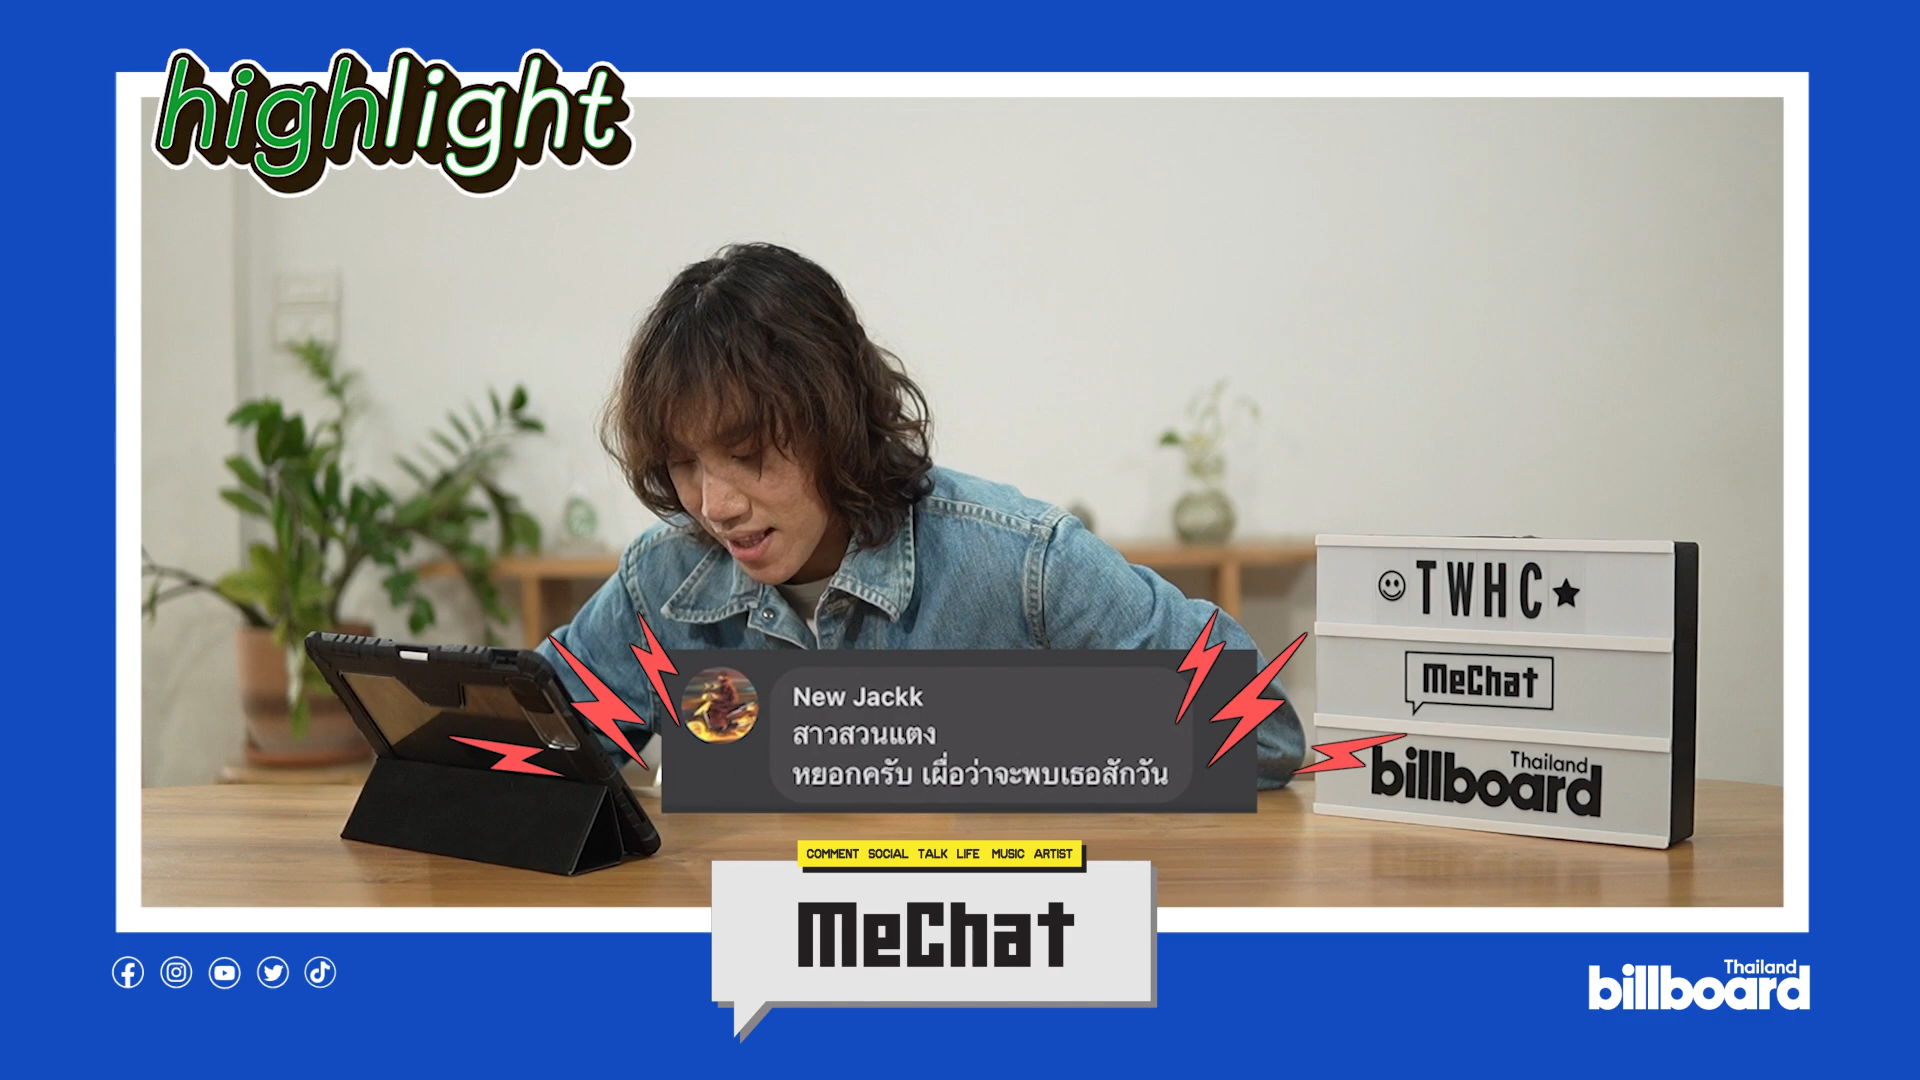 highlight
TWHC
MeChat
Thailand
billboard
New Jackk
สาวสวนแตง
หยอกครับ เผื่อว่าจะพบเธอสักวัน
COMMENT SOCIAL TALK LIFE MUSIC ARTIST
MeChat
Thailand
billboard